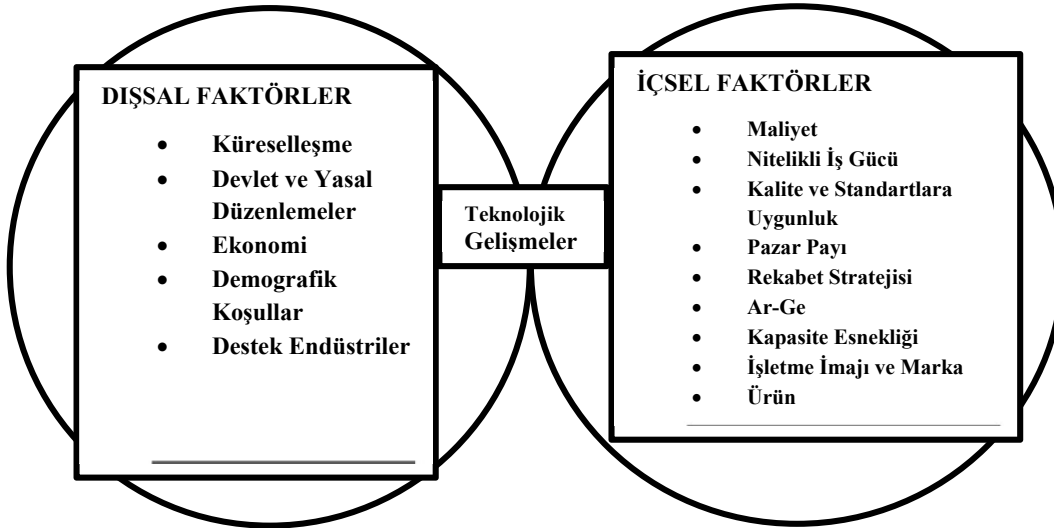 DIŞSAL FAKTÖRLER
• Küreselleşme
• Devlet ve Yasal
Düzenlemeler
• Ekonomi
• Demografik
Koşullar
• Destek Endüstriler
Teknolojik
Gelişmeler
İÇSEL FAKTÖRLER
• Maliyet
• Nitelikli İş Gücü
• Kalite ve Standartlara
Uygunluk
• Pazar Payı
• Rekabet Stratejisi
• Ar-Ge
• Kapasite Esnekliği
• İşletme İmajı ve Marka
• Ürün